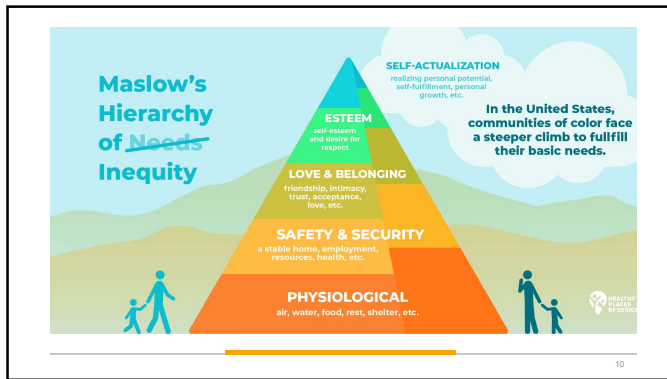 Maslow's
Hierarchy
of Needs
Inequity
SELF-ACTUALIZATION
realizing personal potential,
self-fulfillment, personal
growth, etc.
In the United States,
communities of color face
a steeper climb to fullfill
their basic needs.
ESTEEM
self-esteem
and desire for
respect
LOVE & BELONGING
friendship, intimacy,
trust, acceptance,
love, etc.
SAFETY & SECURITY
a stable home, employment,
resources, health, etc.
PHYSIOLOGICAL
air, water, food, rest, shelter, etc.
HEALTHY
PLACES
BY DESIGN
10